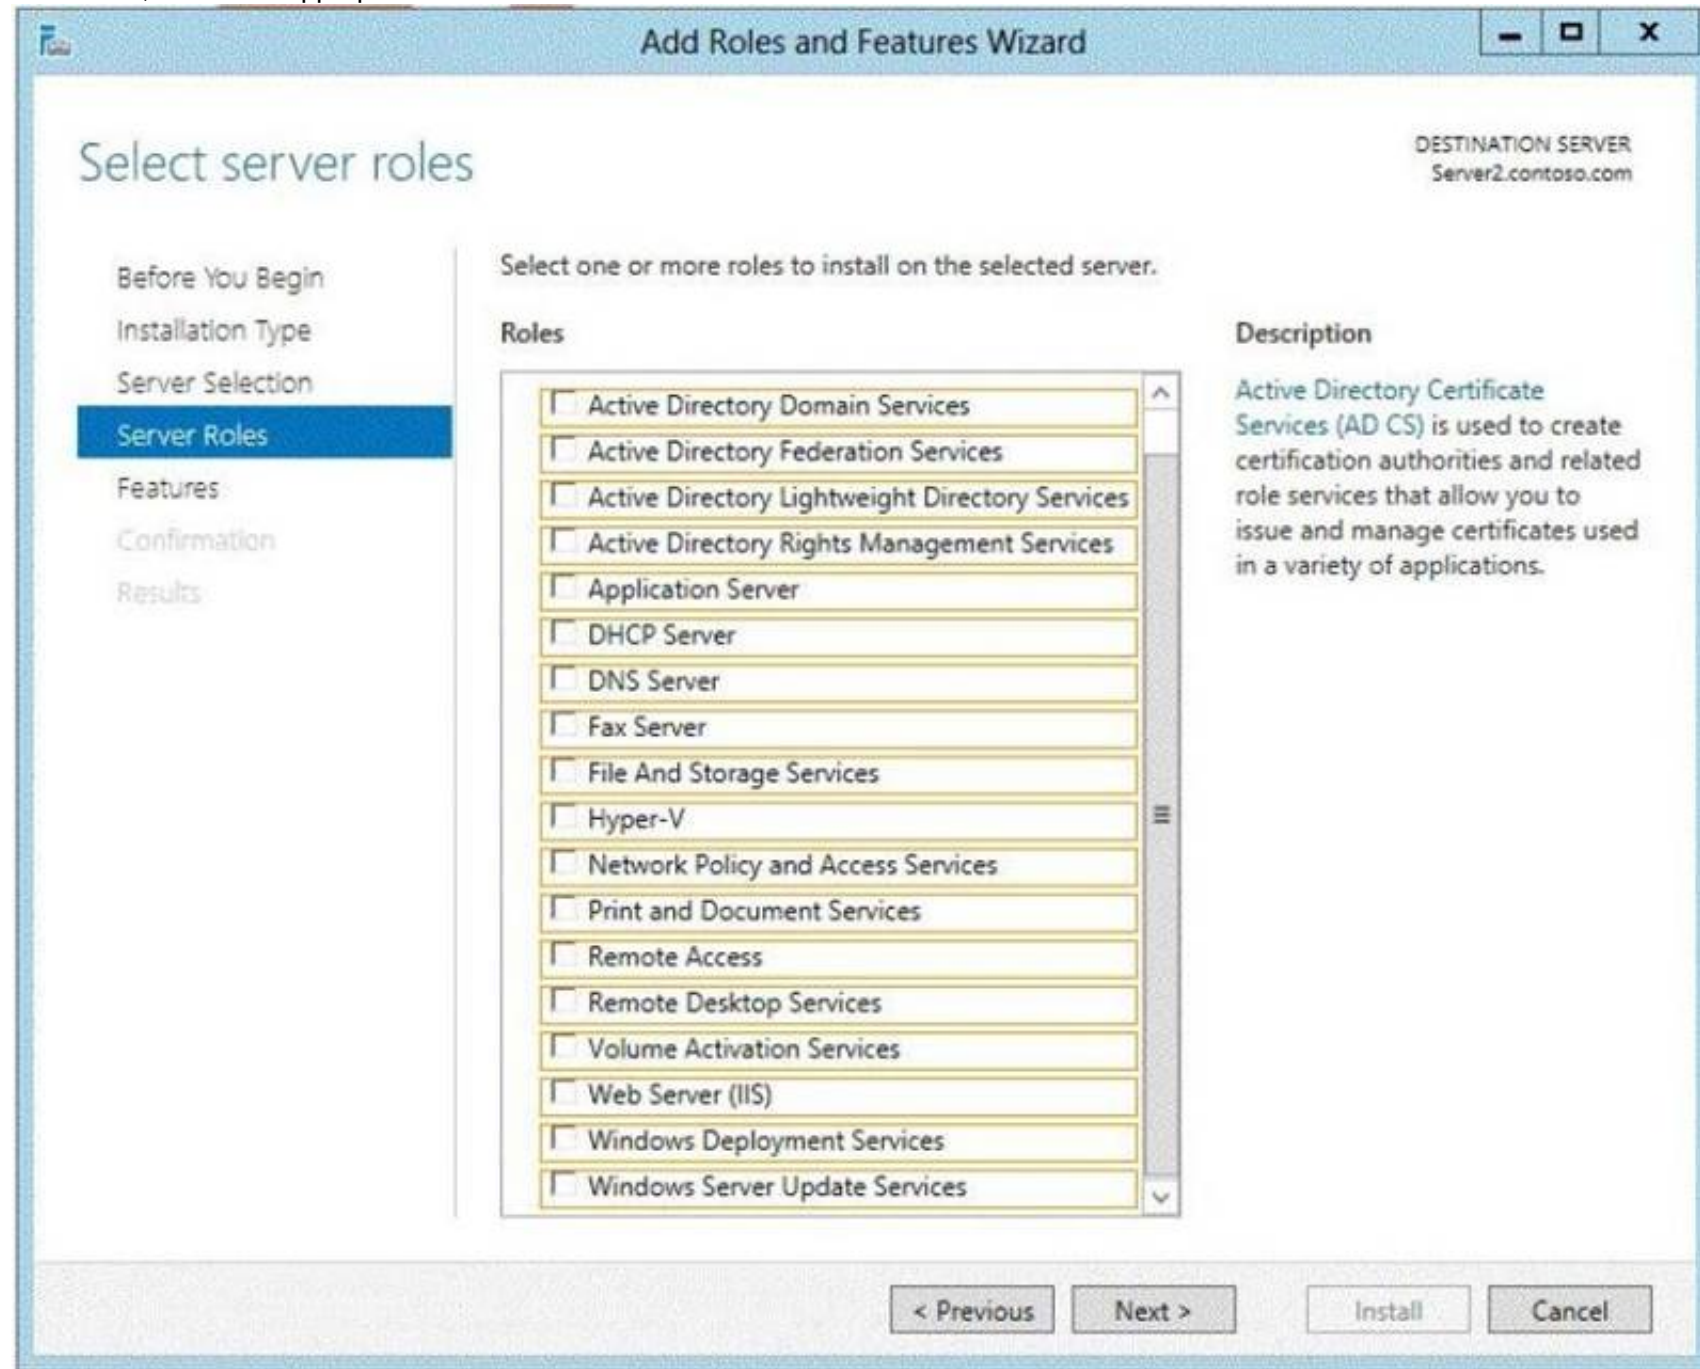 Add Roles and Features Wizard
Select server roles
DESTINATION SERVER
Server2.contoso.com
Before You Begin
Installation Type
Server Selection
Server Roles
Features
Confirmation
Results
Select one or more roles to install on the selected server.
Roles
Active Directory Domain Services
Active Directory Federation Services
Active Directory Lightweight Directory Services
Active Directory Rights Management Services
Application Server
DHCP Server
DNS Server
Fax Server
File And Storage Services
Hyper-V
Network Policy and Access Services
Print and Document Services
Remote Access
Remote Desktop Services
Volume Activation Services
Web Server (IIS)
Windows Deployment Services
Windows Server Update Services
Description
Active Directory Certificate
Services (AD CS) is used to create
certification authorities and related
role services that allow you to
issue and manage certificates used
in a variety of applications.
< Previous
Next >
Install
Cancel